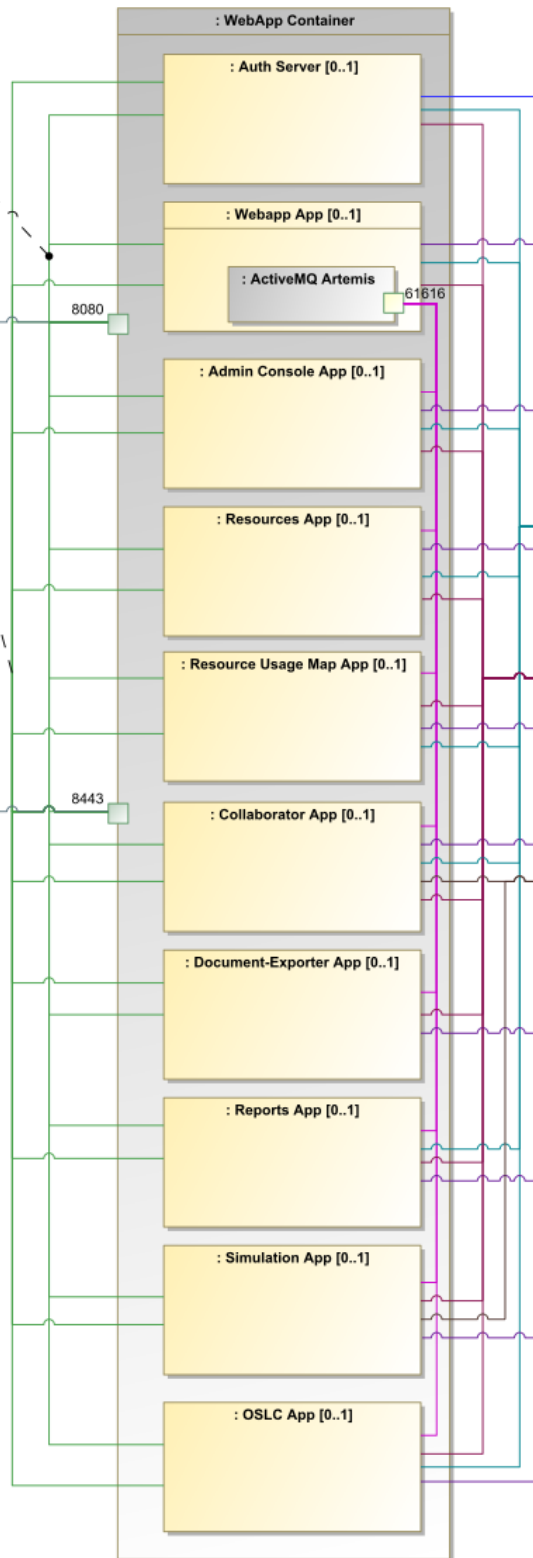 : WebApp Container
: Auth Server [0..1]
: Webapp App [0..1]
: ActiveMQ Artemis
61616
8080
: Admin Console App [0..1]
: Resources App [0..1]
: Resource Usage Map App [0..1]
8443
: Collaborator App [0..1]
: Document-Exporter App [0..1]
: Reports App [0..1]
: Simulation App [0..1]
: OSLC App [0..1]